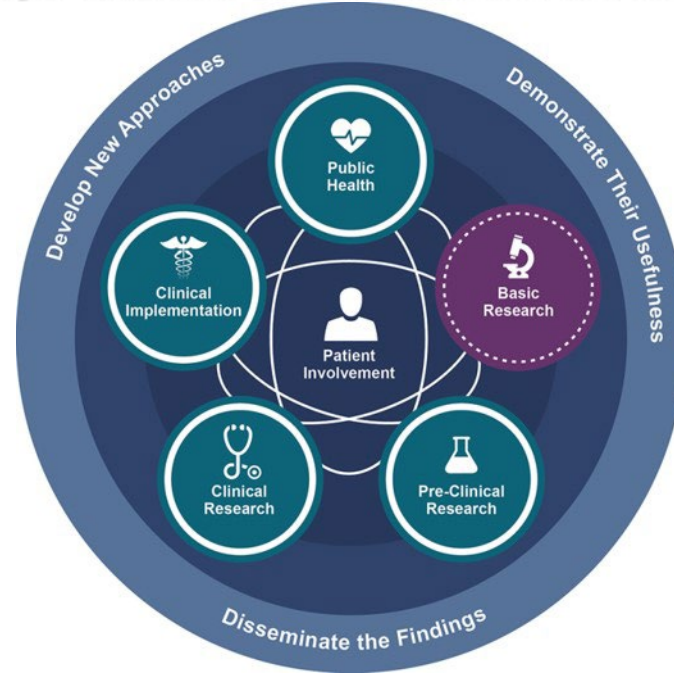 Develop New Approaches
Demonstrate Their Usefulness
Public
Health
Clinical
Implementation
Basic
Research
Patient
Involvement
Clinical
Research
Pre-Clinical
Research
Disseminate the Findings